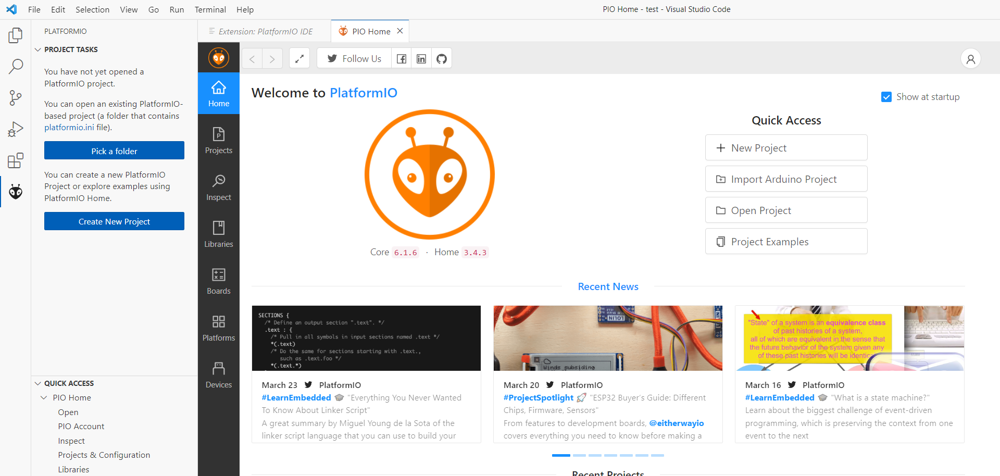 File Edit Selection View Go Run Terminal Help
PIO Home - test - Visual Studio Code
PLATFORMIO
PROJECT TASKS
You have not yet opened a
PlatformIO project.
You can open an existing PlatformIO-
based project (a folder that contains
platformio.ini file).
Pick a folder
You can create a new PlatformIO
Project or explore examples using
PlatformIO Home.
Create New Project
QUICK ACCESS
PIO Home
Open
PIO Account
Inspect
Projects & Configuration
Libraries
Extension: PlatformIO IDE
PIO Home
Home
Projects
Inspect
Libraries
Boards
Platforms
Devices
Follow Us
Welcome to PlatformIO
Show at startup
Core 6.1.6 · Home 3.4.3
Quick Access
New Project
Import Arduino Project
Open Project
Project Examples
Recent News
SECTIONS {
/* Define an output section ".text". */
.text : {
/* Pull in all symbols in input sections named .text */
*(.text)
/* Do the same for sections starting with .text.,
such as .text.foo */
*(.text.*)
March 23 PlatformIO
#LearnEmbedded "Everything You Never Wanted
To Know About Linker Script"
A great summary by Miguel Young de la Sota of the
linker script language that you can use to build your
LOLIN
Winds subsiding
March 20 PlatformIO
#ProjectSpotlight "ESP32 Buyer's Guide: Different
Chips, Firmware, Sensors"
From features to development boards, @eitherwayio
covers everything you need to know before making a
"State" of a system is an equivalence class
of past histories of a system,
all of which are equivalent in the sense that
the future behavior of the system given any
of these past histories will be identical
state
March 16 PlatformIO
#LearnEmbedded "What is a state machine?"
Learn about the biggest challenge of event-driven
programming, which is preserving the context from one
event to the next
Recent Projects